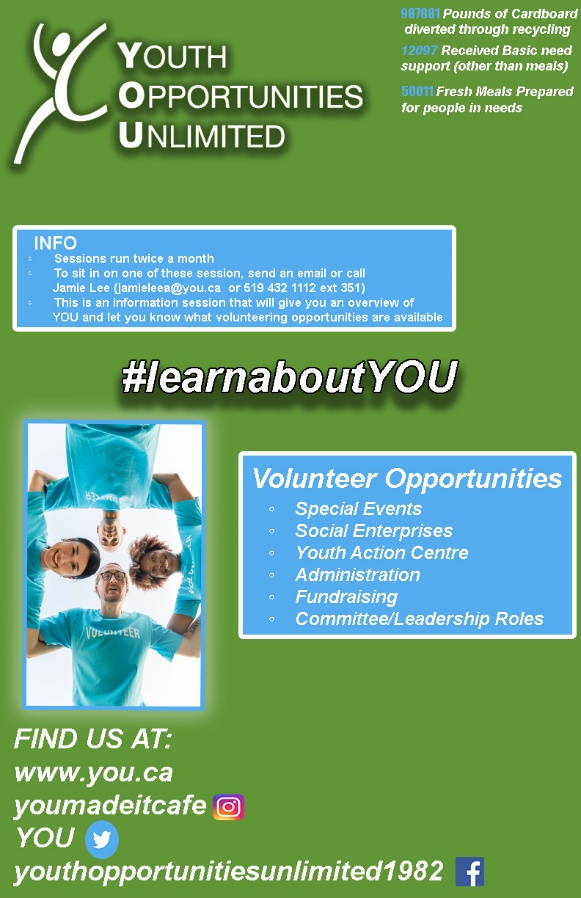 YOUTH
OPPORTUNITIES
UNLIMITED
987881 Pounds of Cardboard
diverted through recycling
12097 Received Basic need
support (other than meals)
50011 Fresh Meals Prepared
for people in needs
INFO
◦ Sessions run twice a month
◦ To sit in on one of these session, send an email or call
Jamie Lee (jamieleea@you.ca or 519 432 1112 ext 351)
◦ This is an information session that will give you an overview of
YOU and let you know what volunteering opportunities are available
#learnaboutYOU
VOLUNTEER
Volunteer Opportunities
◦ Special Events
◦ Social Enterprises
◦ Youth Action Centre
◦ Administration
◦ Fundraising
◦ Committee/Leadership Roles
FIND US AT:
www.you.ca
youmadeitcafe
YOU
youthopportunitiesunlimited1982